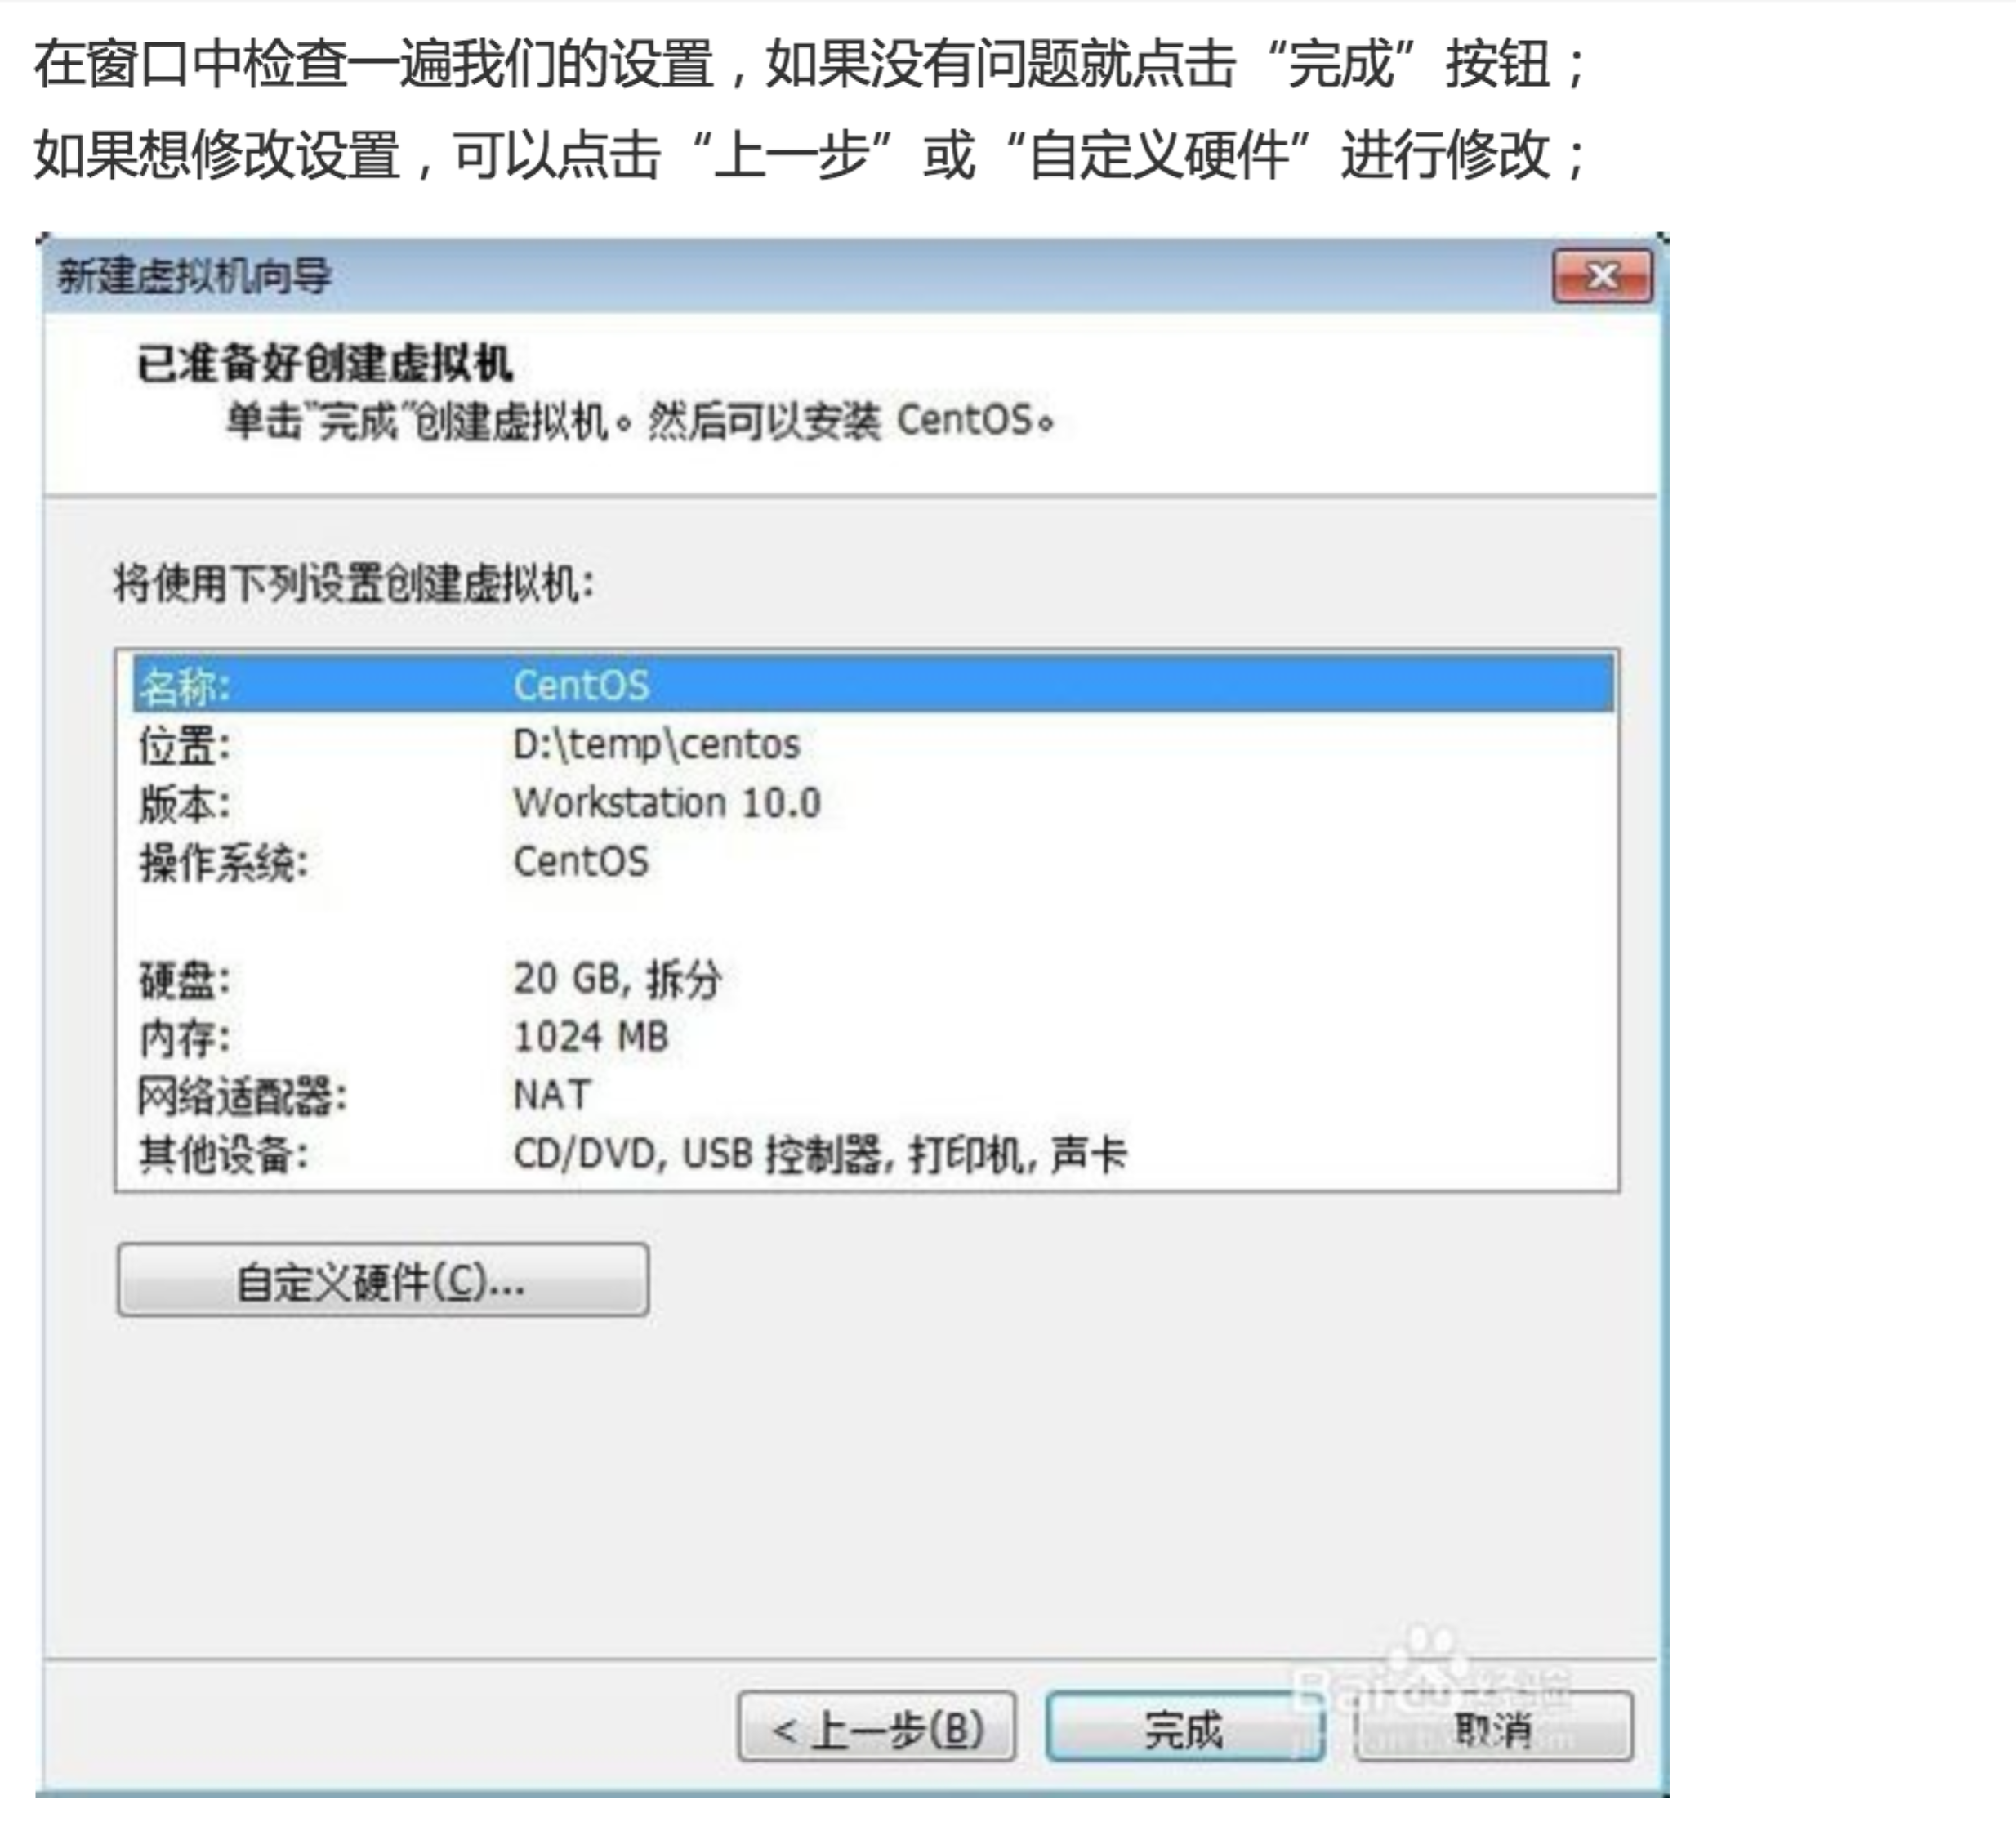 在窗口中检查一遍我们的设置，如果没有问题就点击“完成”按钮；
如果想修改设置，可以点击“上一步”或“自定义硬件”进行修改；
新建虚拟机向导
已准备好创建虚拟机
单击"完成"创建虚拟机。然后可以安装 CentOS。
将使用下列设置创建虚拟机:
名称: CentOS
位置: D:\temp\centos
版本: Workstation 10.0
操作系统: CentOS
硬盘: 20 GB, 拆分
内存: 1024 MB
网络适配器: NAT
其他设备: CD/DVD, USB 控制器, 打印机, 声卡
自定义硬件(C)...
Baidu 经验
< 上一步(B) 完成 取消